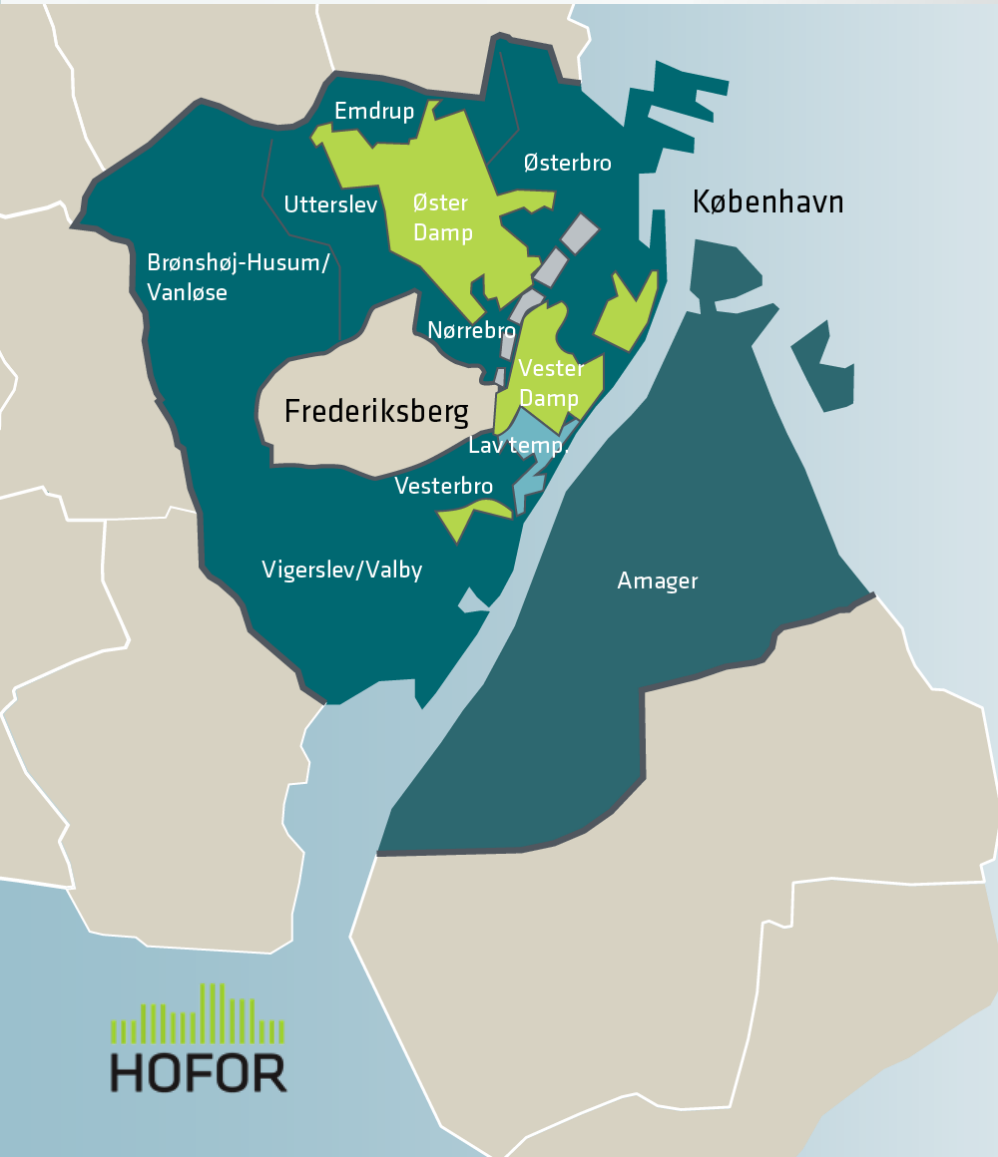 Emdrup
Østerbro
København
Utterslev
Øster
Damp
Brønshøj-Husum/
Vanløse
Nørrebro
Vester
Damp
Frederiksberg
Lav temp.
Vesterbro
Vigerslev/Valby
Amager
HOFOR